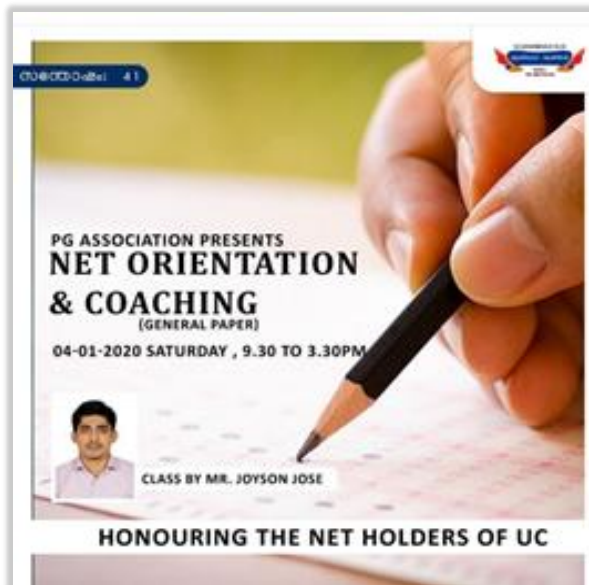 41
PG ASSOCIATION PRESENTS
NET ORIENTATION
& COACHING
(GENERAL PAPER)
04-01-2020 SATURDAY , 9.30 TO 3.30PM
CLASS BY MR. JOYSON JOSE
HONOURING THE NET HOLDERS OF UC